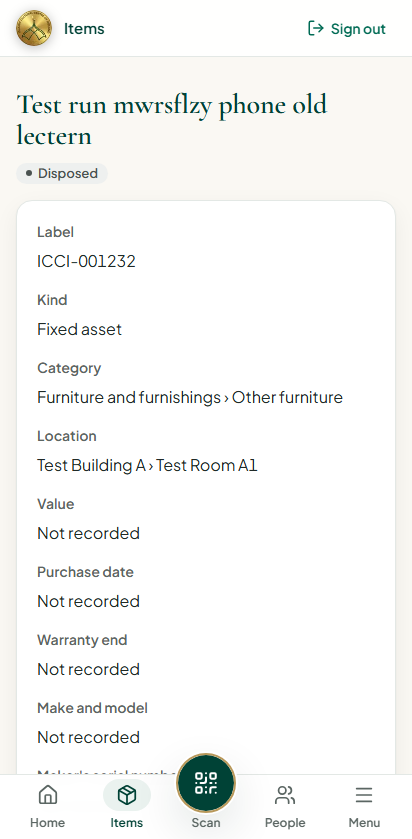 Items
Sign out
Test run mwrsflzy phone old
lectern
Disposed
Label
ICCI-001232
Kind
Fixed asset
Category
Furniture and furnishings › Other furniture
Location
Test Building A › Test Room A1
Value
Not recorded
Purchase date
Not recorded
Warranty end
Not recorded
Make and model
Not recorded
Home
Items
Scan
People
Menu